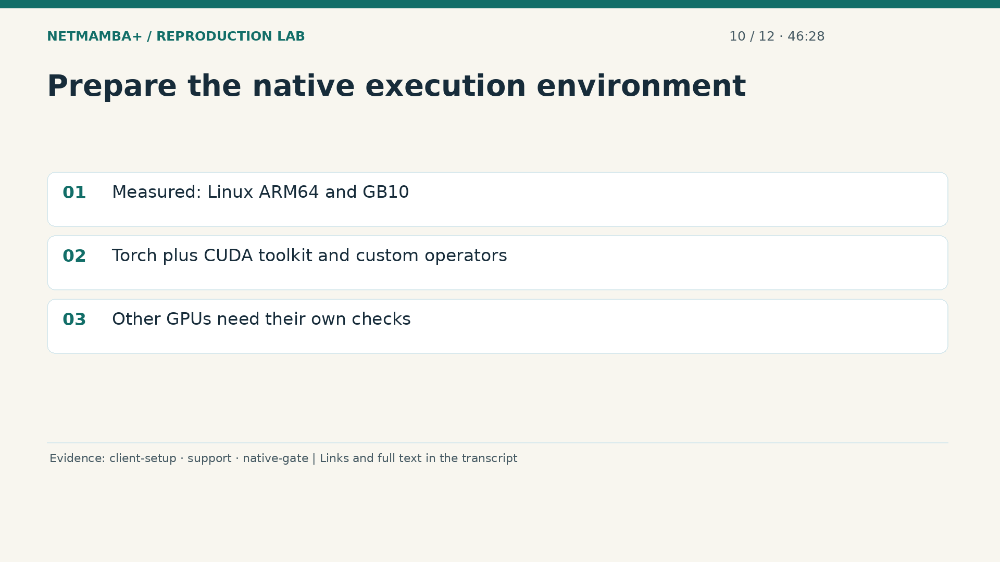 NETMAMBA+ / REPRODUCTION LAB
10 / 12 · 46:28
Prepare the native execution environment
01 Measured: Linux ARM64 and GB10
02 Torch plus CUDA toolkit and custom operators
03 Other GPUs need their own checks
Evidence: client-setup · support · native-gate | Links and full text in the transcript